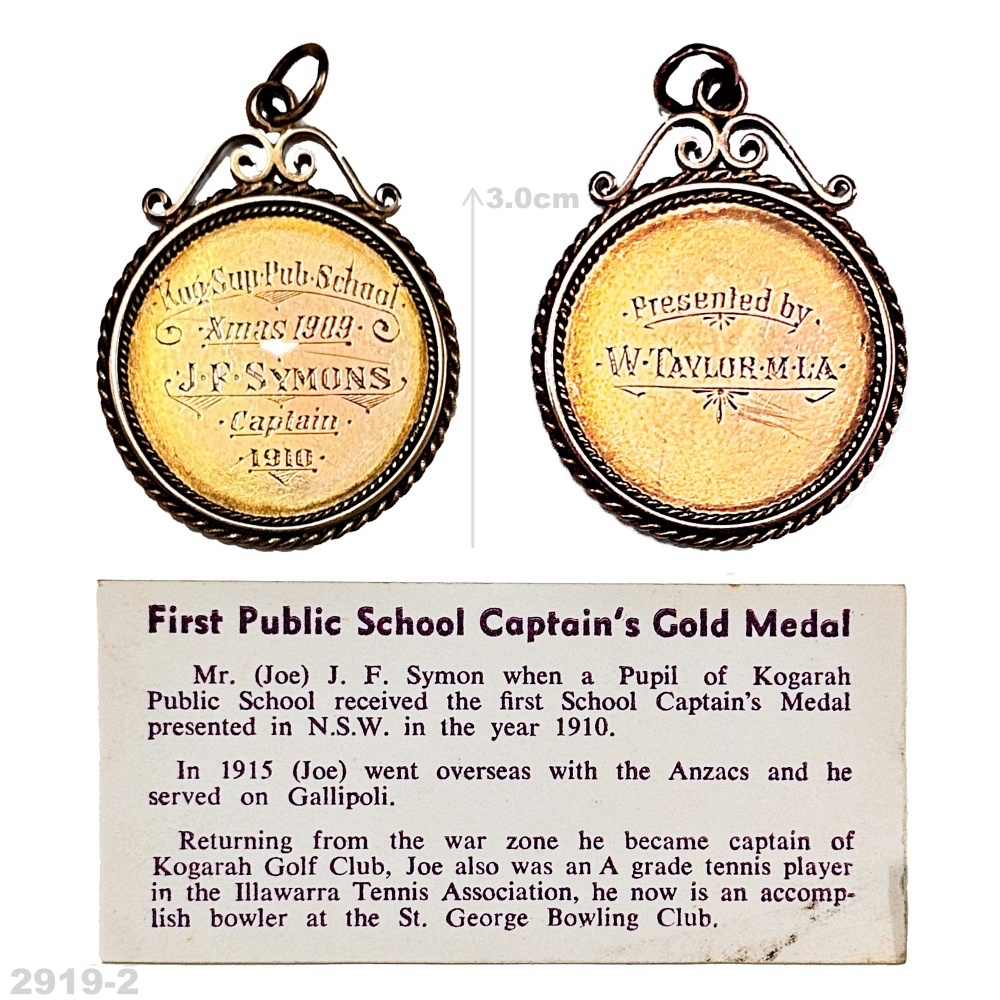 Kog·Sup·Pub·School
·Xmas 1909·
J·F·SYMONS
·Captain·
·1910·
3.0cm
·Presented by·
·W·TAYLOR·M·L·A·
First Public School Captain's Gold Medal
Mr. (Joe) J. F. Symon when a Pupil of Kogarah
Public School received the first School Captain's Medal
presented in N.S.W. in the year 1910.
In 1915 (Joe) went overseas with the Anzacs and he
served on Gallipoli.
Returning from the war zone he became captain of
Kogarah Golf Club, Joe also was an A grade tennis player
in the Illawarra Tennis Association, he now is an accomp-
lish bowler at the St. George Bowling Club.
2919-2